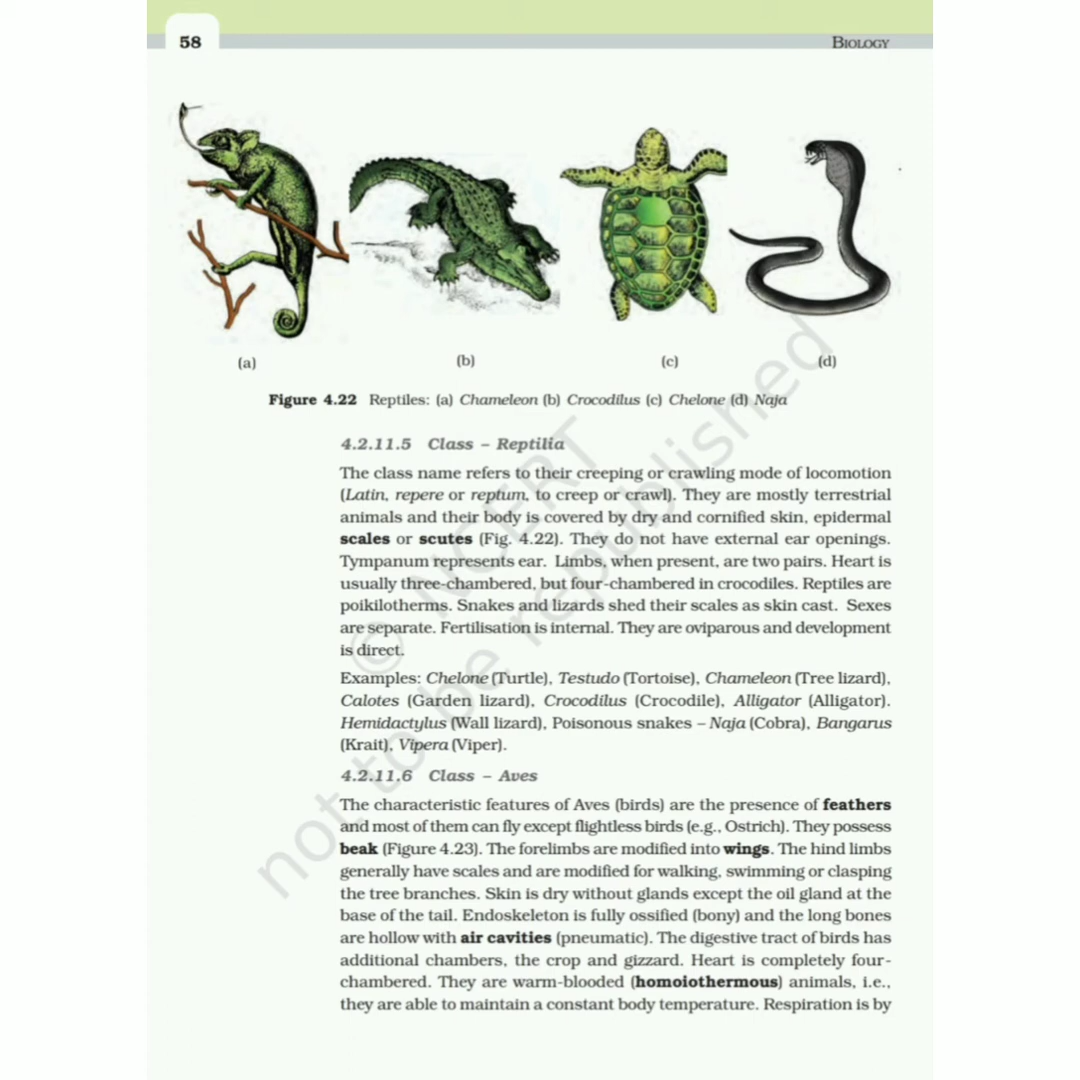 58
BIOLOGY
(a)
(b)
(c)
(d)
Figure 4.22 Reptiles: (a) Chameleon (b) Crocodilus (c) Chelone (d) Naja
4.2.11.5 Class – Reptilia
The class name refers to their creeping or crawling mode of locomotion
(Latin, repere or reptum, to creep or crawl). They are mostly terrestrial
animals and their body is covered by dry and cornified skin, epidermal
scales or scutes (Fig. 4.22). They do not have external ear openings.
Tympanum represents ear. Limbs, when present, are two pairs. Heart is
usually three-chambered, but four-chambered in crocodiles. Reptiles are
poikilotherms. Snakes and lizards shed their scales as skin cast. Sexes
are separate. Fertilisation is internal. They are oviparous and development
is direct.
Examples: Chelone (Turtle), Testudo (Tortoise), Chameleon (Tree lizard),
Calotes (Garden lizard), Crocodilus (Crocodile), Alligator (Alligator).
Hemidactylus (Wall lizard), Poisonous snakes – Naja (Cobra), Bangarus
(Krait), Vipera (Viper).
4.2.11.6 Class – Aves
The characteristic features of Aves (birds) are the presence of feathers
and most of them can fly except flightless birds (e.g., Ostrich). They possess
beak (Figure 4.23). The forelimbs are modified into wings. The hind limbs
generally have scales and are modified for walking, swimming or clasping
the tree branches. Skin is dry without glands except the oil gland at the
base of the tail. Endoskeleton is fully ossified (bony) and the long bones
are hollow with air cavities (pneumatic). The digestive tract of birds has
additional chambers, the crop and gizzard. Heart is completely four-
chambered. They are warm-blooded (homoiothermous) animals, i.e.,
they are able to maintain a constant body temperature. Respiration is by
© NCERT
not to be republished